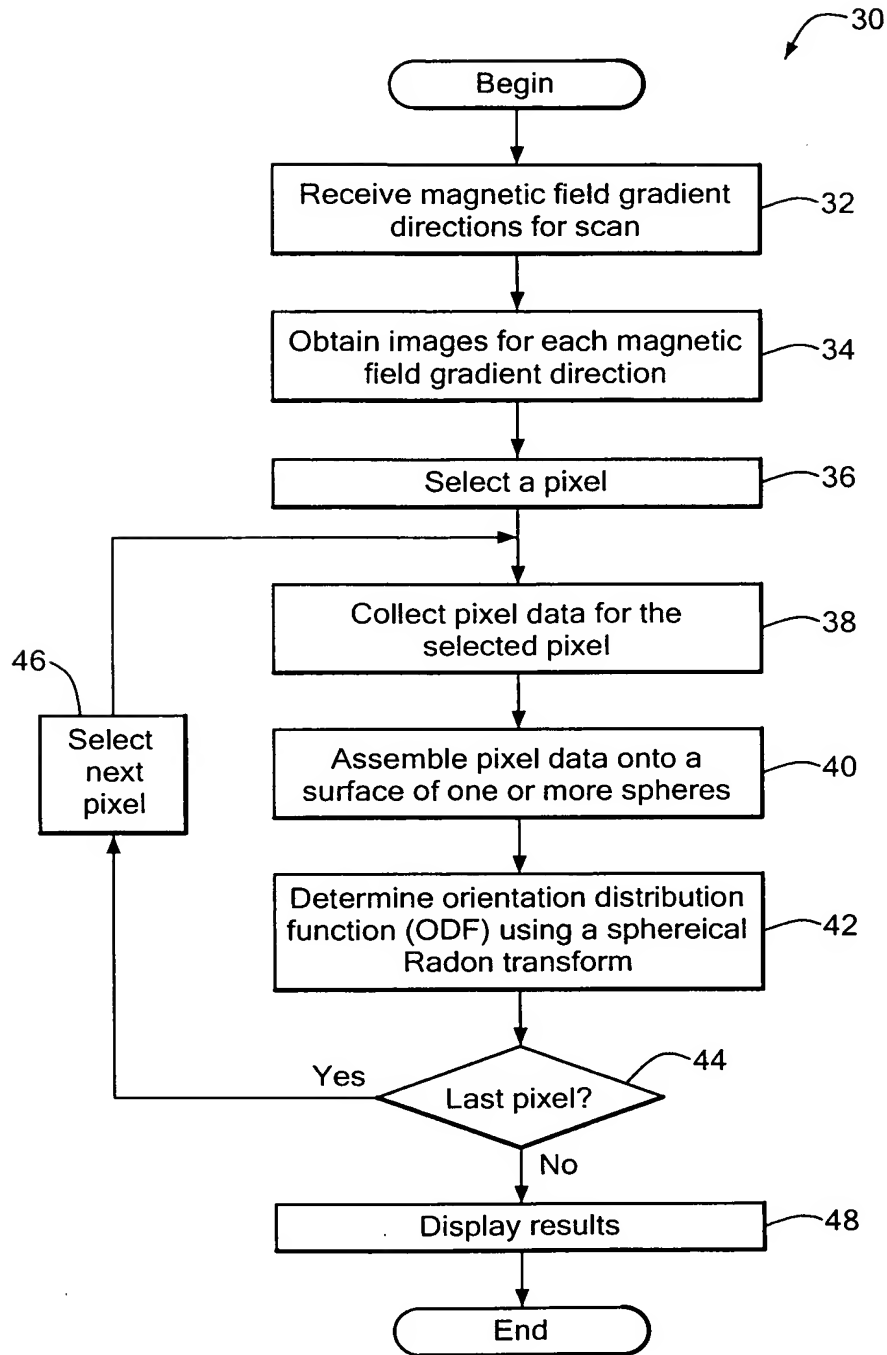 30
Begin
Receive magnetic field gradient
directions for scan
32
Obtain images for each magnetic
field gradient direction
34
Select a pixel
36
Collect pixel data for the
selected pixel
38
46
Select
next
pixel
Assemble pixel data onto a
surface of one or more spheres
40
Determine orientation distribution
function (ODF) using a sphereical
Radon transform
42
Yes
Last pixel?
44
No
Display results
48
End